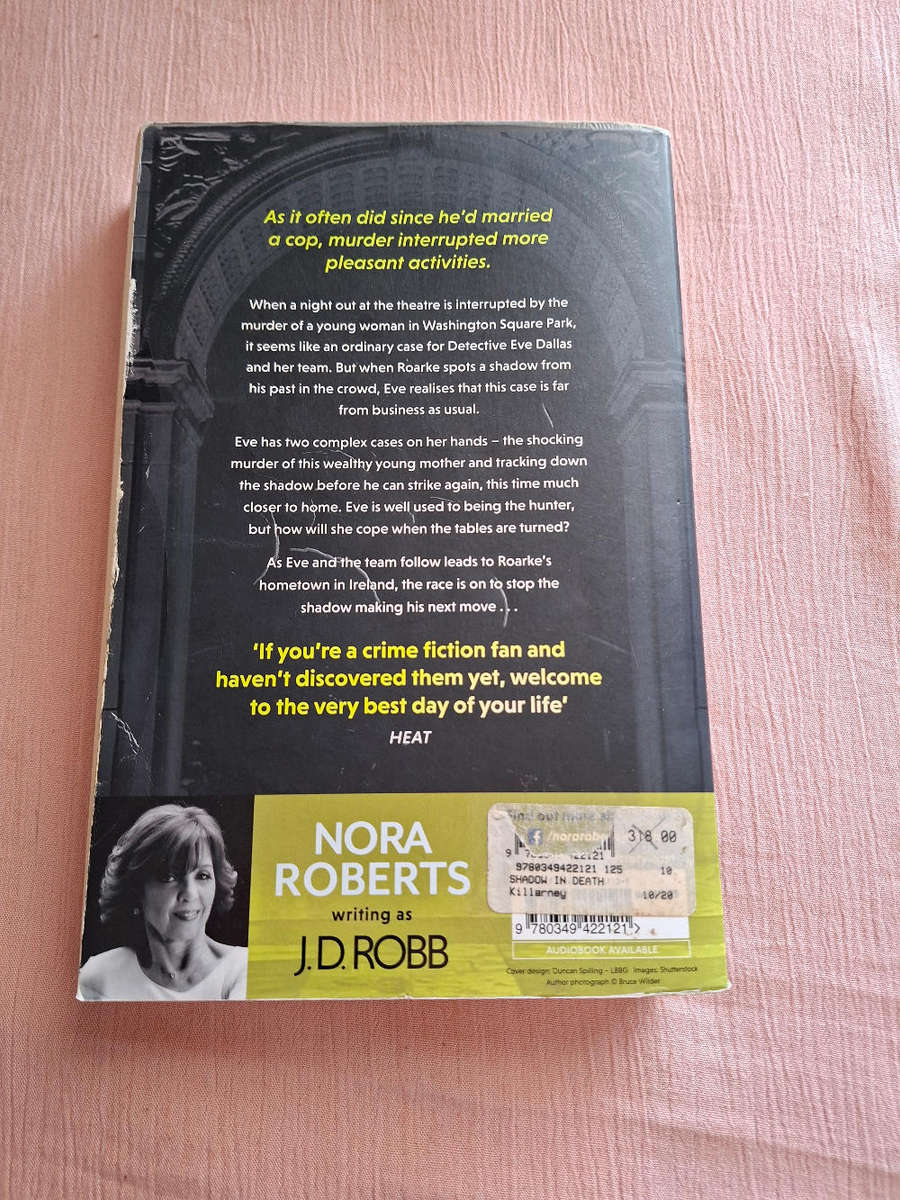 As it often did since he'd married
a cop, murder interrupted more
pleasant activities.
When a night out at the theatre is interrupted by the
murder of a young woman in Washington Square Park,
it seems like an ordinary case for Detective Eve Dallas
and her team. But when Roarke spots a shadow from
his past in the crowd, Eve realises that this case is far
from business as usual.
Eve has two complex cases on her hands – the shocking
murder of this wealthy young mother and tracking down
the shadow before he can strike again, this time much
closer to home. Eve is well used to being the hunter,
but how will she cope when the tables are turned?
As Eve and the team follow leads to Roarke's
hometown in Ireland, the race is on to stop the
shadow making his next move . . .
'If you're a crime fiction fan and
haven't discovered them yet, welcome
to the very best day of your life'
HEAT
NORA
ROBERTS
writing as
J.D. ROBB
318.00
9780349422121 125 10
SHADOW IN DEATH
Killarney 10/20
9 780349 422121 >
AUDIOBOOK AVAILABLE
Cover design: Duncan Spilling – LBBG Images: Shutterstock
Author photograph © Bruce Wilder